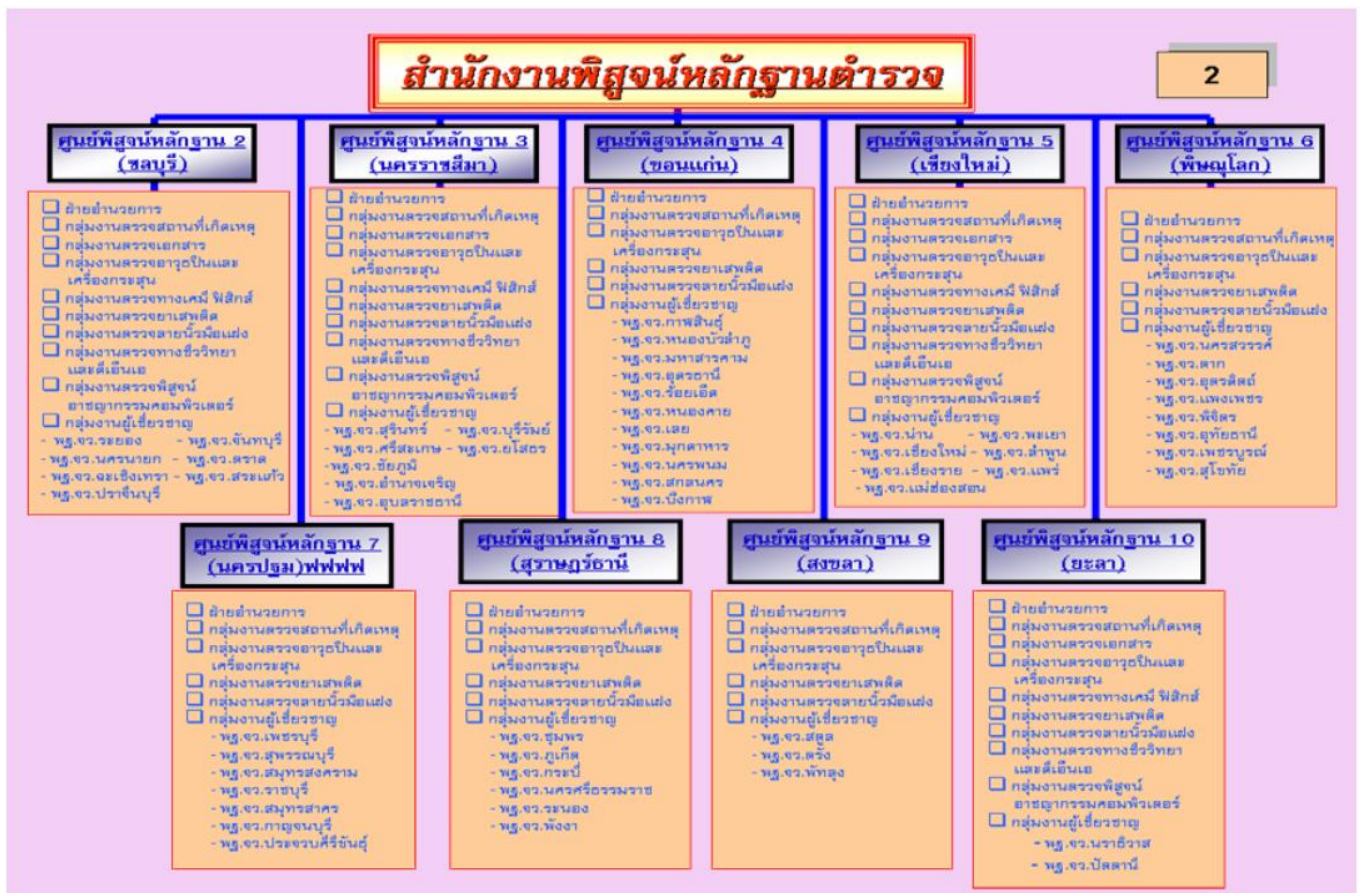 สำนักงานพิสูจน์หลักฐานตำรวจ
2
ศูนย์พิสูจน์หลักฐาน 2
(ชลบุรี)
❑ ฝ่ายอำนวยการ
❑ กลุ่มงานตรวจสถานที่เกิดเหตุ
❑ กลุ่มงานตรวจเอกสาร
❑ กลุ่มงานตรวจอาวุธปืนและ
เครื่องกระสุน
❑ กลุ่มงานตรวจทางเคมี ฟิสิกส์
❑ กลุ่มงานตรวจยาเสพติด
❑ กลุ่มงานตรวจลายนิ้วมือแฝง
❑ กลุ่มงานตรวจทางชีววิทยา
และดีเอ็นเอ
❑ กลุ่มงานตรวจพิสูจน์
อาชญากรรมคอมพิวเตอร์
❑ กลุ่มงานผู้เชี่ยวชาญ
- พฐ.จว.ระยอง - พฐ.จว.จันทบุรี
- พฐ.จว.นครนายก - พฐ.จว.ตราด
- พฐ.จว.ฉะเชิงเทรา - พฐ.จว.สระแก้ว
- พฐ.จว.ปราจีนบุรี
ศูนย์พิสูจน์หลักฐาน 3
(นครราชสีมา)
❑ ฝ่ายอำนวยการ
❑ กลุ่มงานตรวจสถานที่เกิดเหตุ
❑ กลุ่มงานตรวจเอกสาร
❑ กลุ่มงานตรวจอาวุธปืนและ
เครื่องกระสุน
❑ กลุ่มงานตรวจทางเคมี ฟิสิกส์
❑ กลุ่มงานตรวจยาเสพติด
❑ กลุ่มงานตรวจลายนิ้วมือแฝง
❑ กลุ่มงานตรวจทางชีววิทยา
และดีเอ็นเอ
❑ กลุ่มงานตรวจพิสูจน์
อาชญากรรมคอมพิวเตอร์
❑ กลุ่มงานผู้เชี่ยวชาญ
- พฐ.จว.สุรินทร์ - พฐ.จว.บุรีรัมย์
- พฐ.จว.ศรีสะเกษ - พฐ.จว.ยโสธร
-พฐ.จว.ชัยภูมิ
- พฐ.จว.อำนาจเจริญ
- พฐ.จว.อุบลราชธานี
ศูนย์พิสูจน์หลักฐาน 4
(ขอนแก่น)
❑ ฝ่ายอำนวยการ
❑ กลุ่มงานตรวจสถานที่เกิดเหตุ
❑ กลุ่มงานตรวจอาวุธปืนและ
เครื่องกระสุน
❑ กลุ่มงานตรวจยาเสพติด
❑ กลุ่มงานตรวจลายนิ้วมือแฝง
❑ กลุ่มงานผู้เชี่ยวชาญ
- พฐ.จว.กาฬสินธุ์
- พฐ.จว.หนองบัวลำภู
- พฐ.จว.มหาสารคาม
- พฐ.จว.อุดรธานี
- พฐ.จว.ร้อยเอ็ด
- พฐ.จว.หนองคาย
- พฐ.จว.เลย
- พฐ.จว.มุกดาหาร
- พฐ.จว.นครพนม
- พฐ.จว.สกลนคร
- พฐ.จว.บึงกาฬ
ศูนย์พิสูจน์หลักฐาน 5
(เชียงใหม่)
❑ ฝ่ายอำนวยการ
❑ กลุ่มงานตรวจสถานที่เกิดเหตุ
❑ กลุ่มงานตรวจเอกสาร
❑ กลุ่มงานตรวจอาวุธปืนและ
เครื่องกระสุน
❑ กลุ่มงานตรวจทางเคมี ฟิสิกส์
❑ กลุ่มงานตรวจยาเสพติด
❑ กลุ่มงานตรวจลายนิ้วมือแฝง
❑ กลุ่มงานตรวจทางชีววิทยา
และดีเอ็นเอ
❑ กลุ่มงานตรวจพิสูจน์
อาชญากรรมคอมพิวเตอร์
❑ กลุ่มงานผู้เชี่ยวชาญ
- พฐ.จว.น่าน - พฐ.จว.พะเยา
- พฐ.จว.เชียงใหม่ - พฐ.จว.ลำพูน
- พฐ.จว.เชียงราย - พฐ.จว.แพร่
- พฐ.จว.แม่ฮ่องสอน
ศูนย์พิสูจน์หลักฐาน 6
(พิษณุโลก)
❑ ฝ่ายอำนวยการ
❑ กลุ่มงานตรวจสถานที่เกิดเหตุ
❑ กลุ่มงานตรวจอาวุธปืนและ
เครื่องกระสุน
❑ กลุ่มงานตรวจยาเสพติด
❑ กลุ่มงานตรวจลายนิ้วมือแฝง
❑ กลุ่มงานผู้เชี่ยวชาญ
- พฐ.จว.นครสวรรค์
- พฐ.จว.ตาก
- พฐ.จว.อุตรดิตถ์
- พฐ.จว.แพงเพชร
- พฐ.จว.พิจิตร
- พฐ.จว.อุทัยธานี
- พฐ.จว.เพชรบูรณ์
- พฐ.จว.สุโขทัย
ศูนย์พิสูจน์หลักฐาน 7
(นครปฐม)ฟฟฟฟ
❑ ฝ่ายอำนวยการ
❑ กลุ่มงานตรวจสถานที่เกิดเหตุ
❑ กลุ่มงานตรวจอาวุธปืนและ
เครื่องกระสุน
❑ กลุ่มงานตรวจยาเสพติด
❑ กลุ่มงานตรวจลายนิ้วมือแฝง
❑ กลุ่มงานผู้เชี่ยวชาญ
- พฐ.จว.เพชรบุรี
- พฐ.จว.สุพรรณบุรี
- พฐ.จว.สมุทรสงคราม
- พฐ.จว.ราชบุรี
- พฐ.จว.สมุทรสาคร
- พฐ.จว.กาญจนบุรี
- พฐ.จว.ประจวบคีรีขันธุ์
ศูนย์พิสูจน์หลักฐาน 8
(สุราษฎร์ธานี
❑ ฝ่ายอำนวยการ
❑ กลุ่มงานตรวจสถานที่เกิดเหตุ
❑ กลุ่มงานตรวจอาวุธปืนและ
เครื่องกระสุน
❑ กลุ่มงานตรวจยาเสพติด
❑ กลุ่มงานตรวจลายนิ้วมือแฝง
❑ กลุ่มงานผู้เชี่ยวชาญ
- พฐ.จว.ชุมพร
- พฐ.จว.ภูเก็ต
- พฐ.จว.กระบี่
- พฐ.จว.นครศรีธรรมราช
- พฐ.จว.ระนอง
- พฐ.จว.พังงา
ศูนย์พิสูจน์หลักฐาน 9
(สงขลา)
❑ ฝ่ายอำนวยการ
❑ กลุ่มงานตรวจสถานที่เกิดเหตุ
❑ กลุ่มงานตรวจอาวุธปืนและ
เครื่องกระสุน
❑ กลุ่มงานตรวจยาเสพติด
❑ กลุ่มงานตรวจลายนิ้วมือแฝง
❑ กลุ่มงานผู้เชี่ยวชาญ
- พฐ.จว.สตูล
- พฐ.จว.ตรัง
- พฐ.จว.พัทลุง
ศูนย์พิสูจน์หลักฐาน 10
(ยะลา)
❑ ฝ่ายอำนวยการ
❑ กลุ่มงานตรวจสถานที่เกิดเหตุ
❑ กลุ่มงานตรวจเอกสาร
❑ กลุ่มงานตรวจอาวุธปืนและ
เครื่องกระสุน
❑ กลุ่มงานตรวจทางเคมี ฟิสิกส์
❑ กลุ่มงานตรวจยาเสพติด
❑ กลุ่มงานตรวจลายนิ้วมือแฝง
❑ กลุ่มงานตรวจทางชีววิทยา
และดีเอ็นเอ
❑ กลุ่มงานตรวจพิสูจน์
อาชญากรรมคอมพิวเตอร์
❑ กลุ่มงานผู้เชี่ยวชาญ
- พฐ.จว.นราธิวาส
- พฐ.จว.ปัตตานี